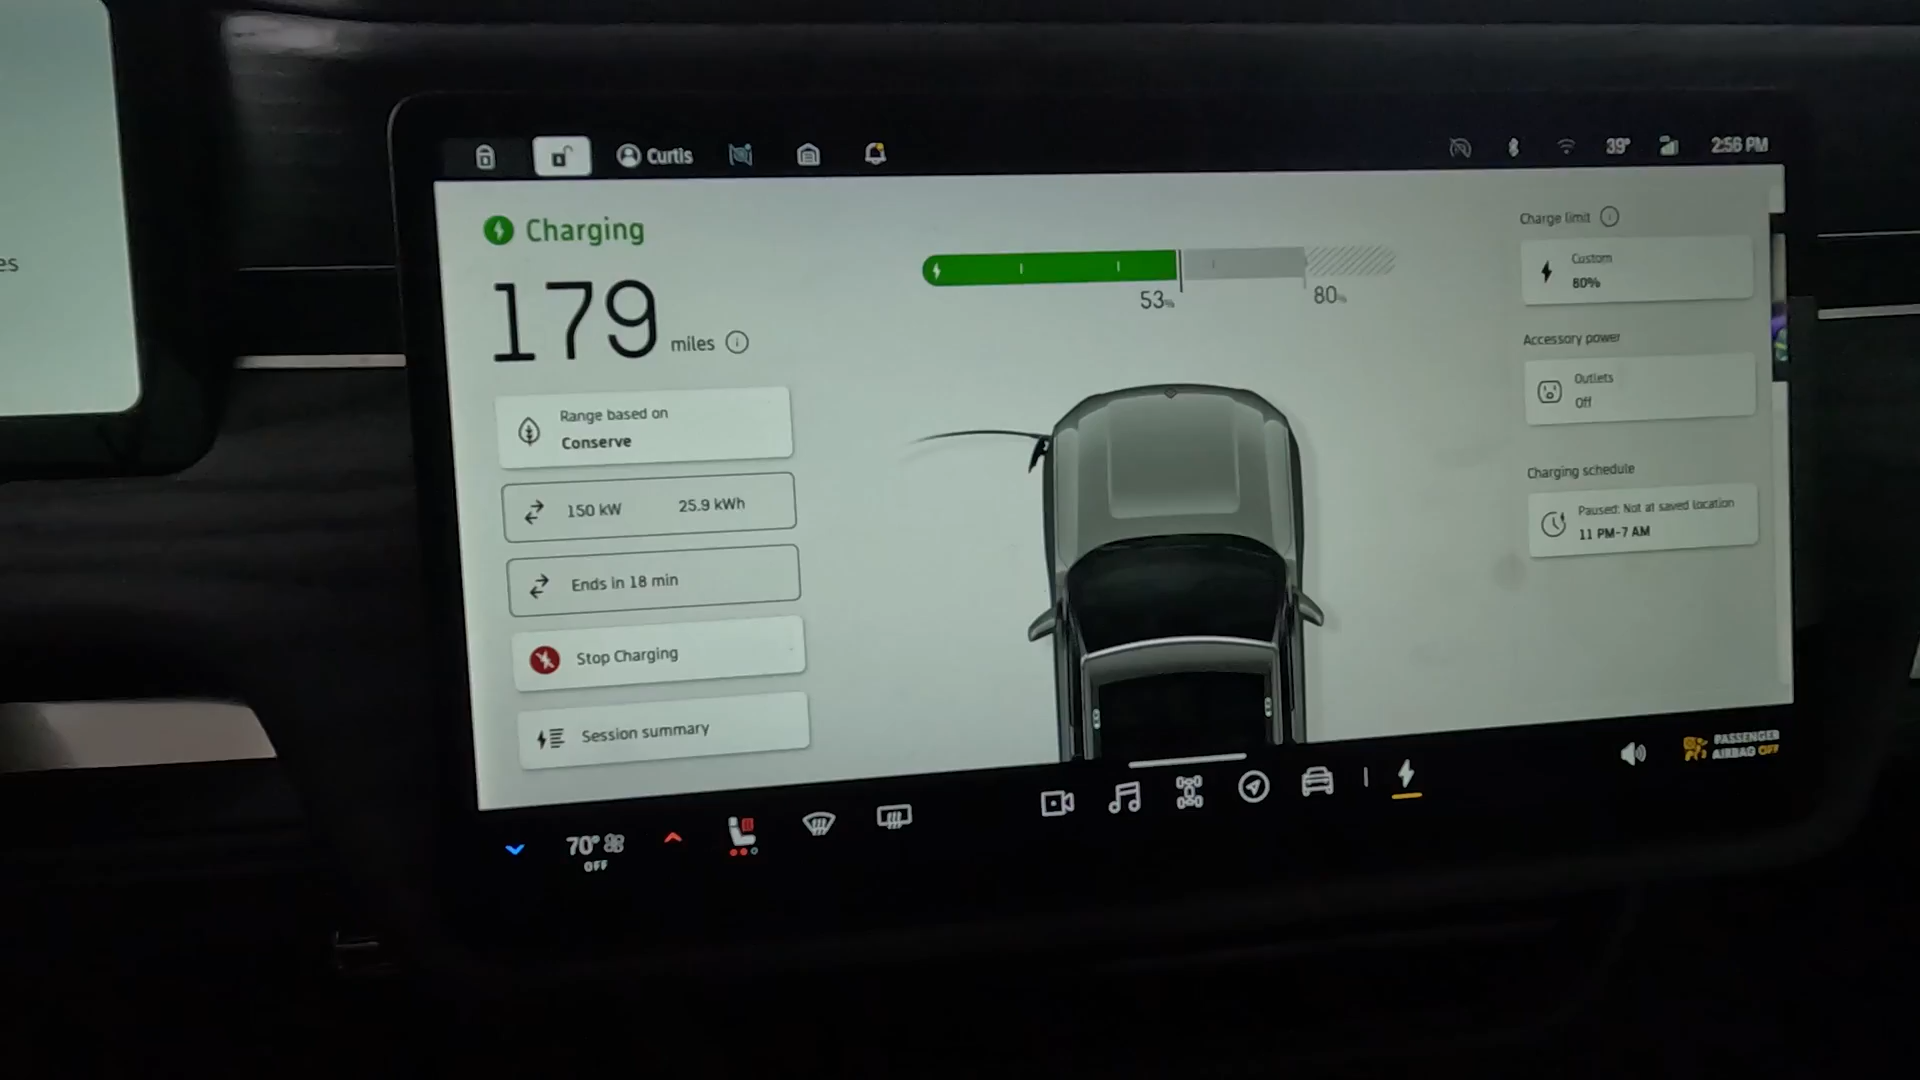 es
Curtis
39°
2:56 PM
Charging
179 miles
53%
80%
Range based on
Conserve
150 kW 25.9 kWh
Ends in 18 min
Stop Charging
Session summary
Charge limit
Custom
80%
Accessory power
Outlets
Off
Charging schedule
Paused: Not at saved location
11 PM-7 AM
70°
OFF
PASSENGER
AIRBAG OFF